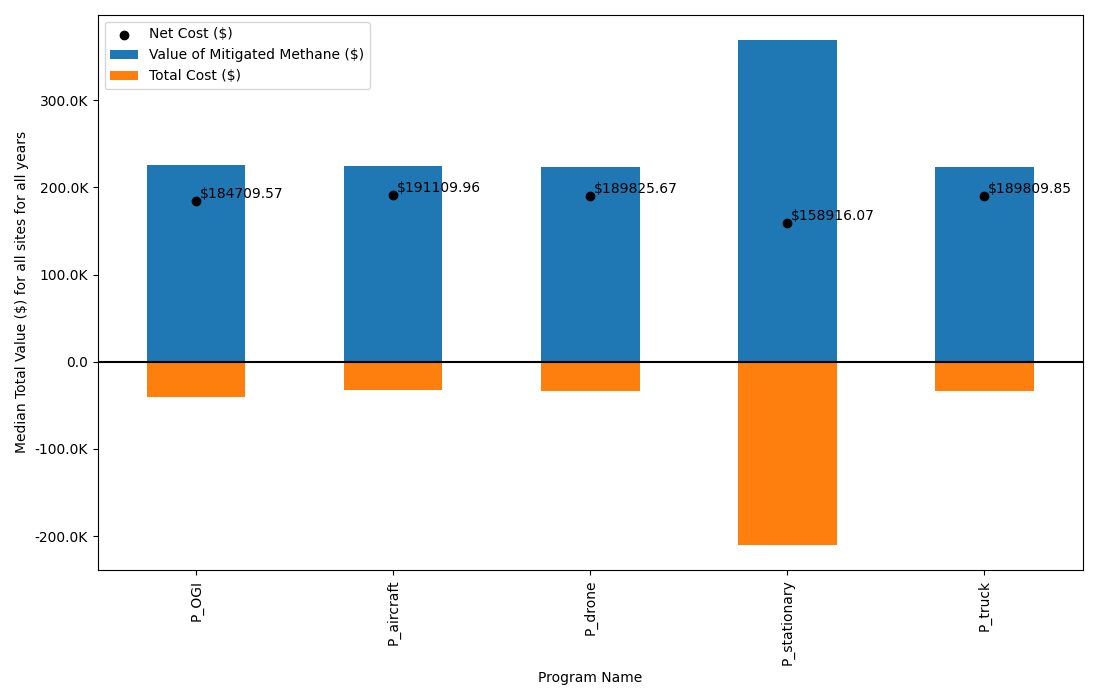 Net Cost ($)
Value of Mitigated Methane ($)
Total Cost ($)
Median Total Value ($) for all sites for all years
300.0K
200.0K
100.0K
0.0
-100.0K
-200.0K
$184709.57
$191109.96
$189825.67
$158916.07
$189809.85
P_OGI
P_aircraft
P_drone
P_stationary
P_truck
Program Name